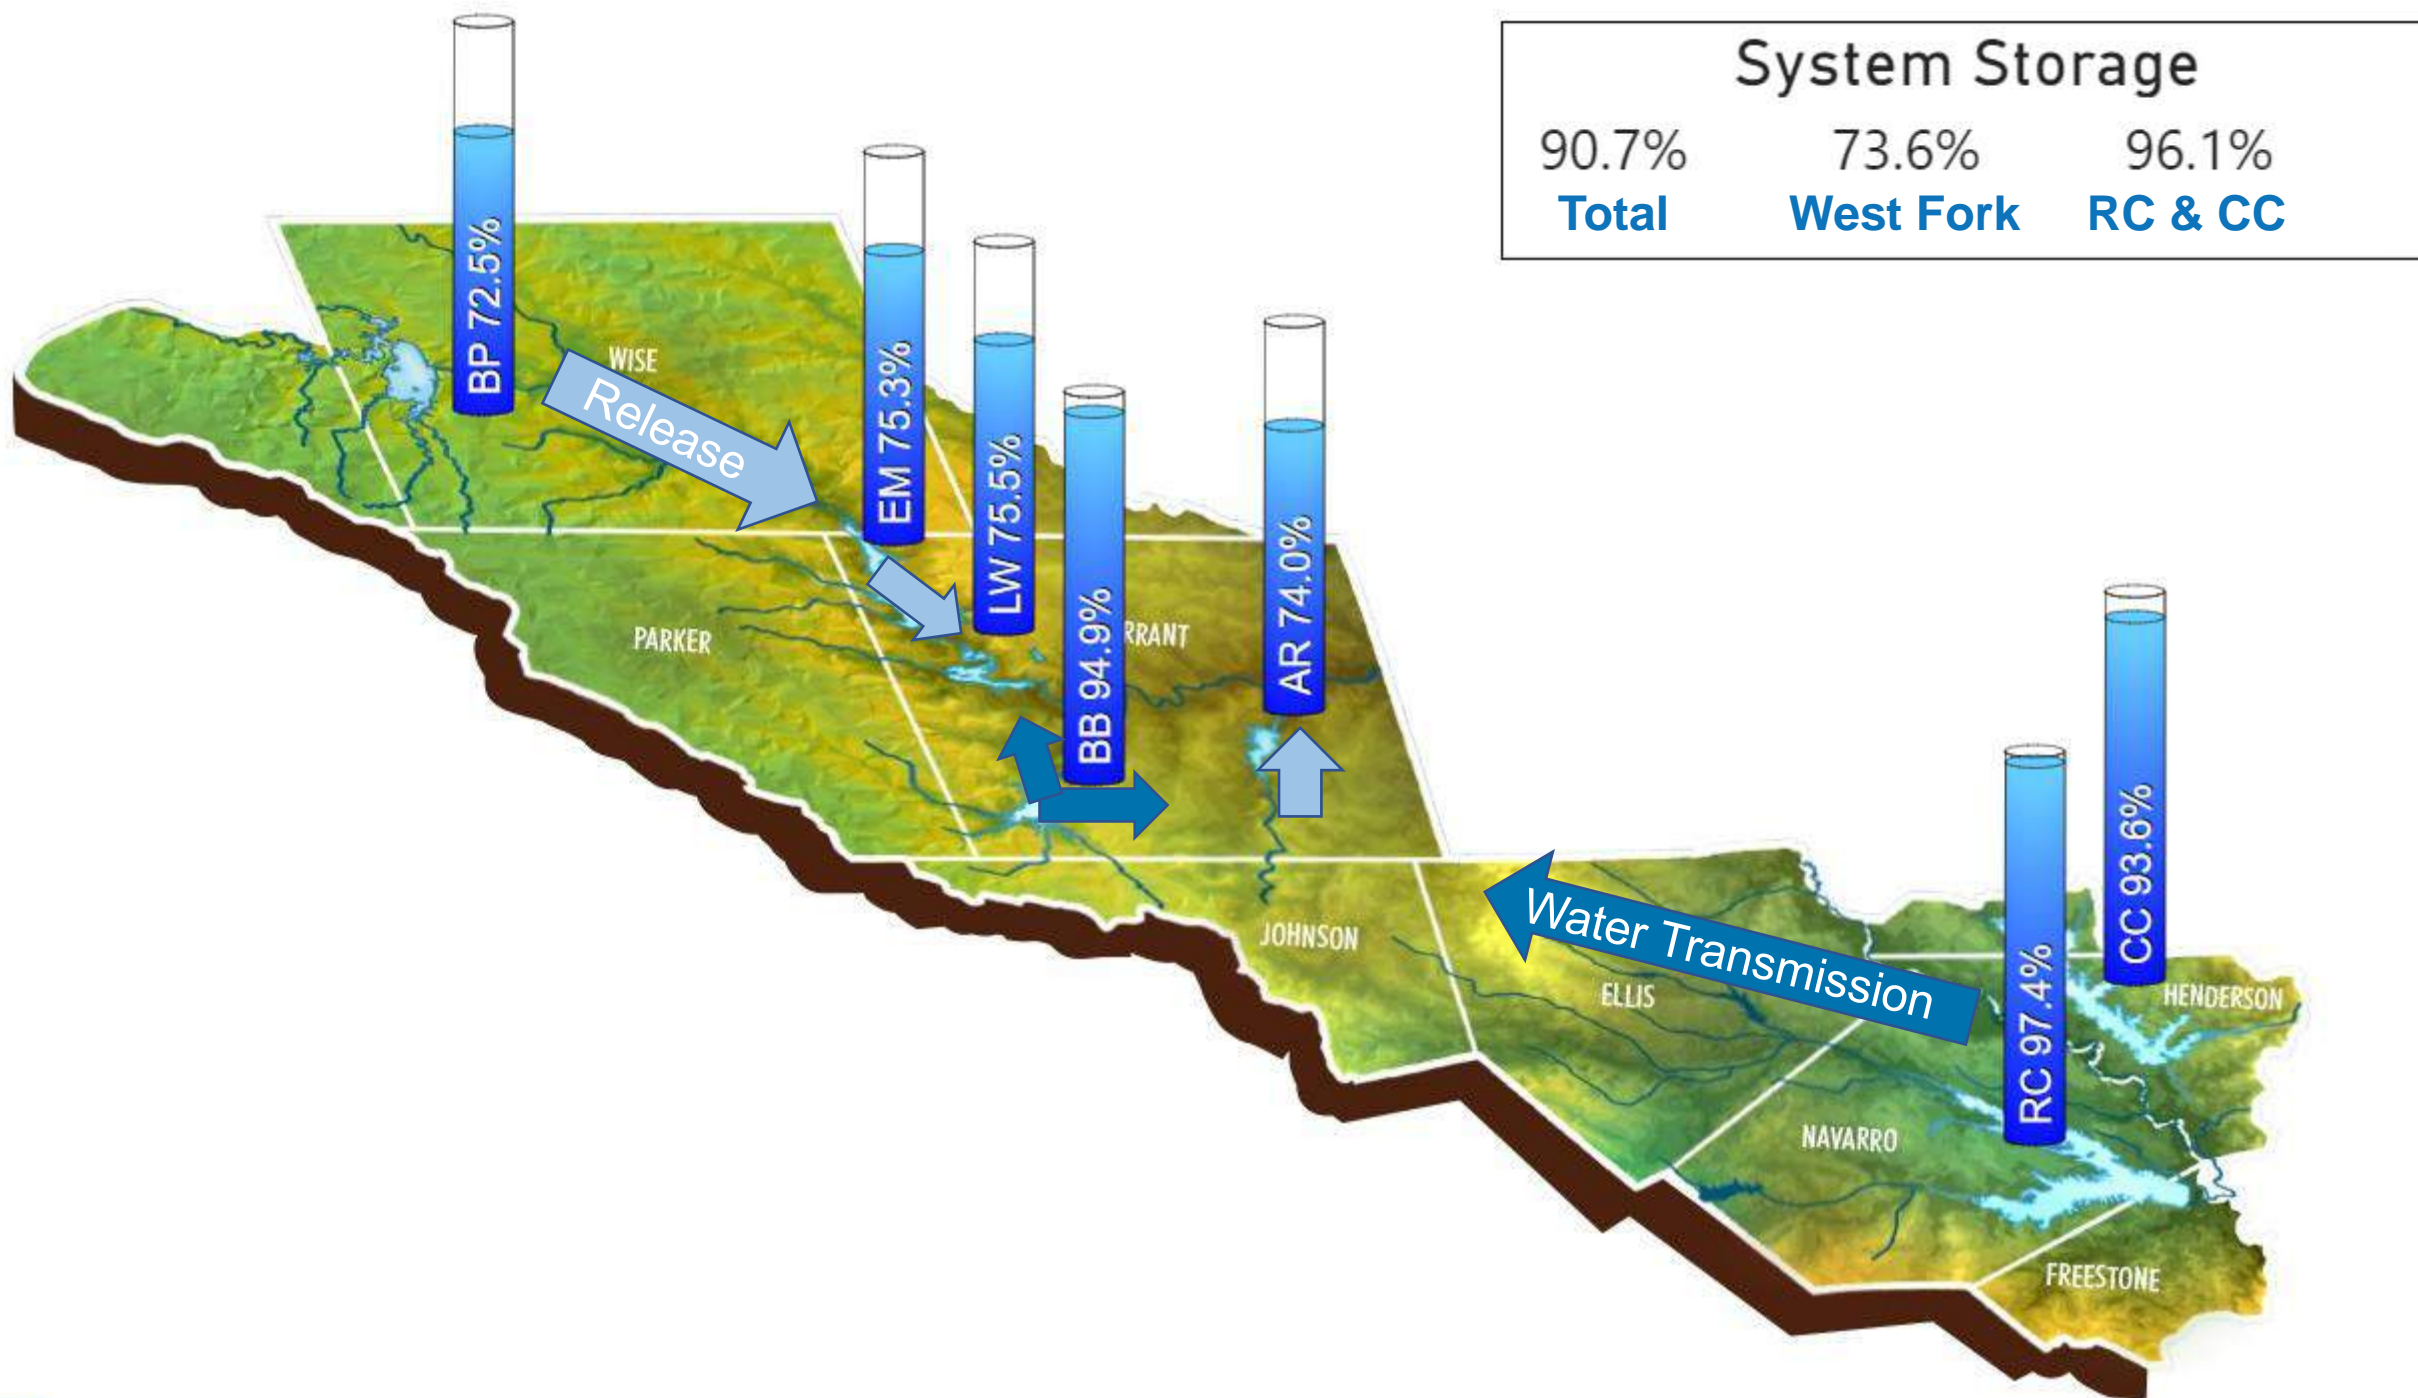 System Storage
90.7% 73.6% 96.1%
Total West Fork RC & CC
BP 72.5%
WISE
Release
EM 75.3%
LW 75.5%
BB 94.9%
RRANT
AR 74.0%
PARKER
CC 93.6%
RC 97.4%
Water Transmission
JOHNSON
ELLIS
HENDERSON
NAVARRO
FREESTONE